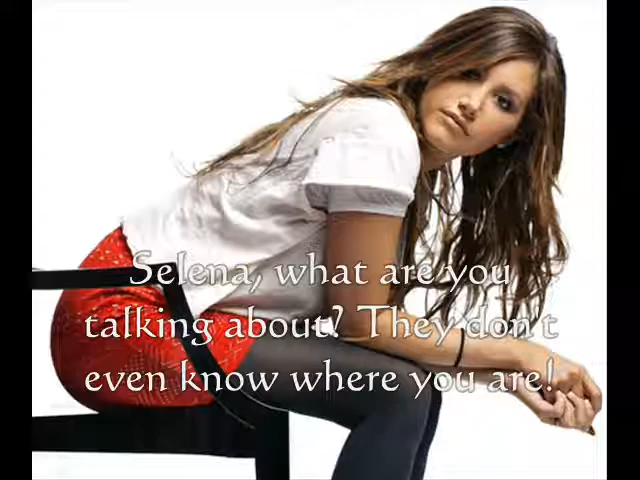 Selena, what are you
talking about? They don't
even know where you are!